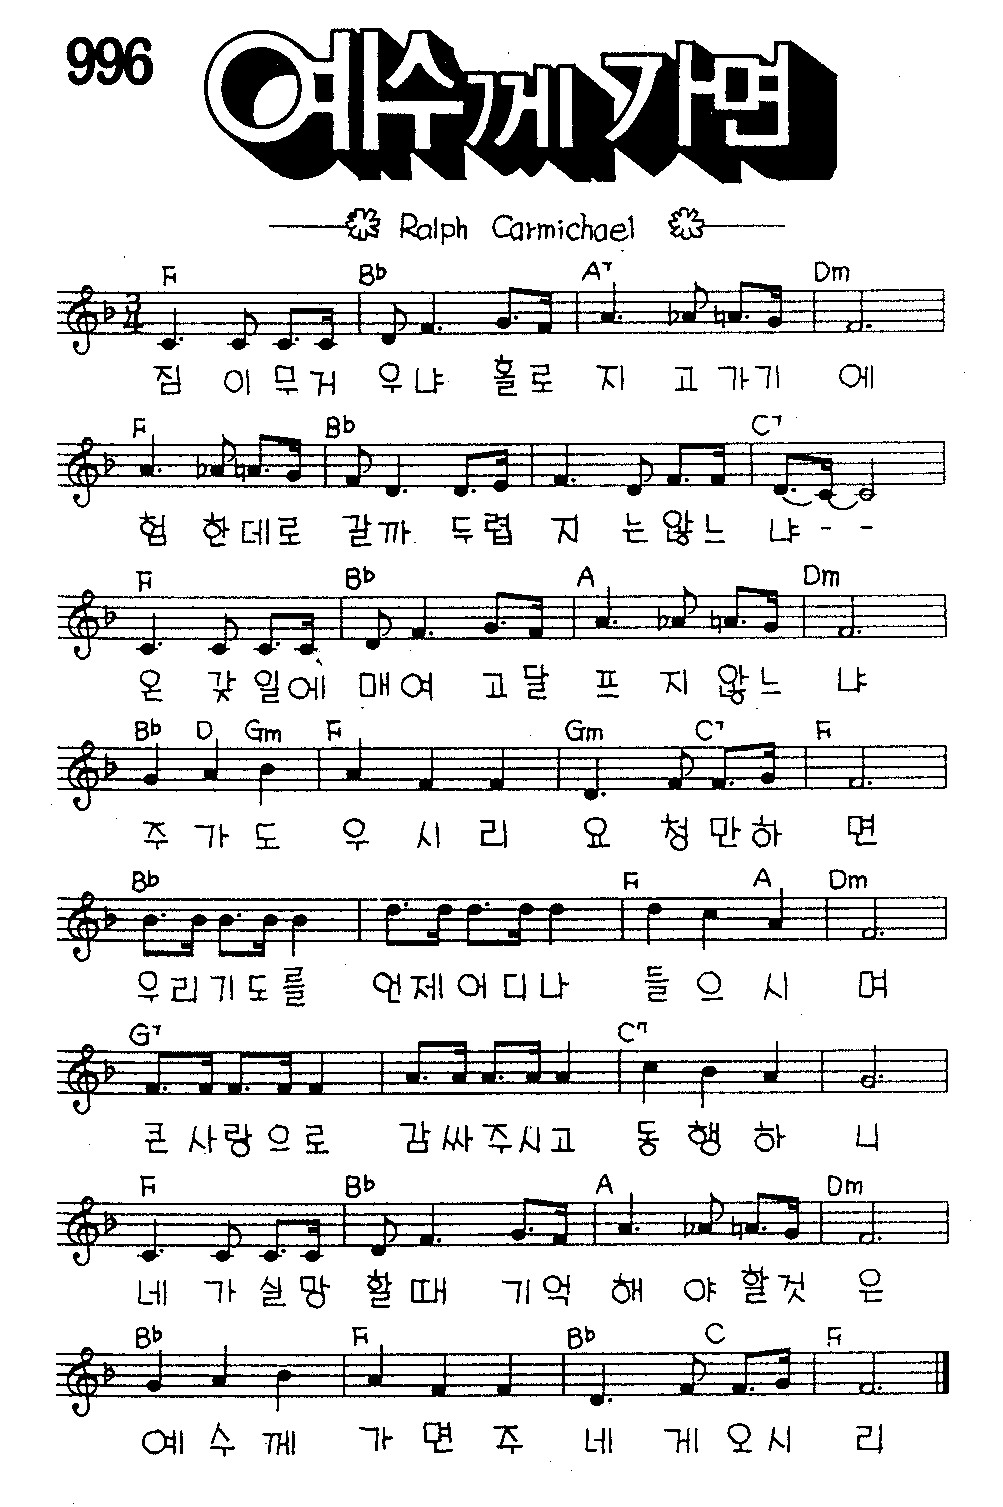 996
예수께 가면
Ralph Carmichael
F Bb A7 Dm
3/4
짐 이 무 거 우 냐 홀 로 지 고 가 기 에
F Bb C7
험 한 데 로 갈 까 두 렵 지 는 않 느 냐 - -
F Bb A Dm
온 갖 일 에 매 여 고 달 프 지 않 느 냐
Bb D Gm F Gm C7 F
주 가 도 우 시 리 요 청 만 하 면
Bb F A Dm
우 리 기 도 를 언 제 어 디 나 들 으 시 며
G7 C7
큰 사 랑 으 로 감 싸 주 시 고 동 행 하 니
F Bb A Dm
네 가 실 망 할 때 기 억 해 야 할 것 은
Bb F Bb C F
예 수 께 가 면 주 네 게 오 시 리